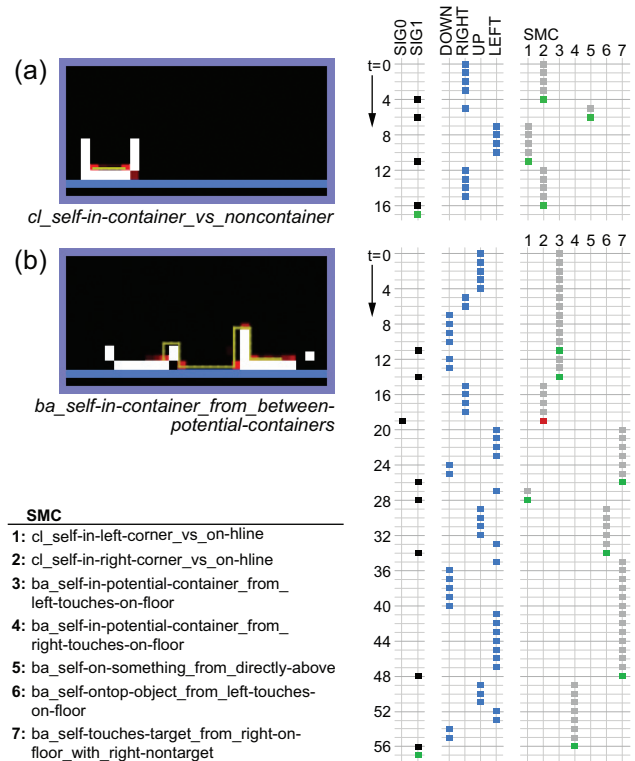 SIG0
SIG1
DOWN
RIGHT
UP
LEFT
SMC
1 2 3 4 5 6 7
(a)
t=0
4
8
12
16
cl_self-in-container_vs_noncontainer
1 2 3 4 5 6 7
(b)
t=0
4
8
12
16
20
24
28
32
36
40
44
48
52
56
ba_self-in-container_from_between-
potential-containers
SMC
1: cl_self-in-left-corner_vs_on-hline
2: cl_self-in-right-corner_vs_on-hline
3: ba_self-in-potential-container_from_
left-touches-on-floor
4: ba_self-in-potential-container_from_
right-touches-on-floor
5: ba_self-on-something_from_directly-above
6: ba_self-ontop-object_from_left-touches-
on-floor
7: ba_self-touches-target_from_right-on-
floor_with_right-nontarget